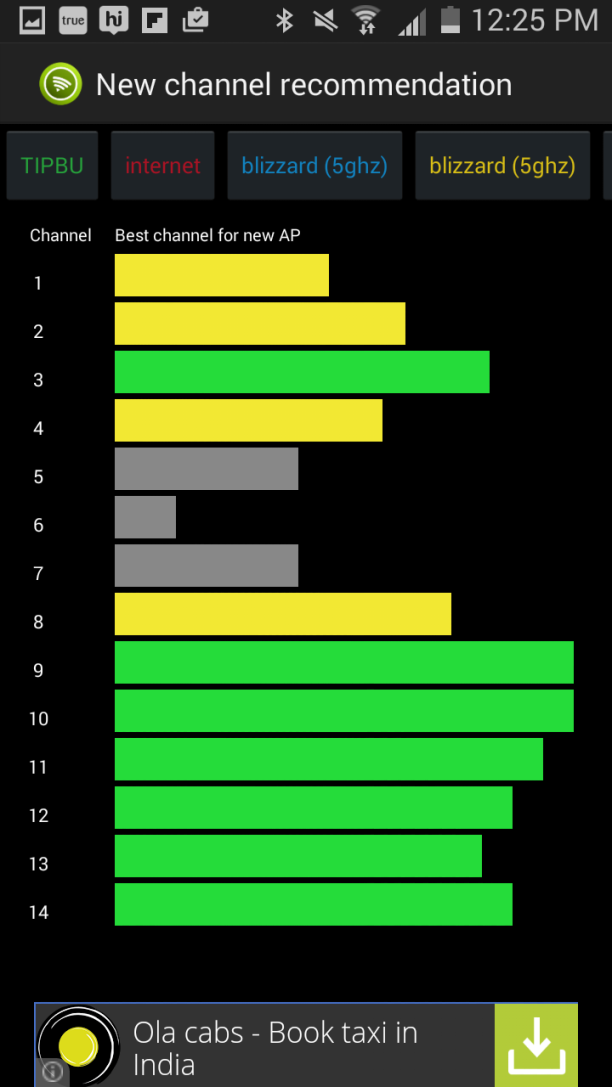 true hi 12:25 PM
New channel recommendation
TIPBU internet blizzard (5ghz) blizzard (5ghz)
Channel Best channel for new AP
1
2
3
4
5
6
7
8
9
10
11
12
13
14
Ola cabs - Book taxi in
India